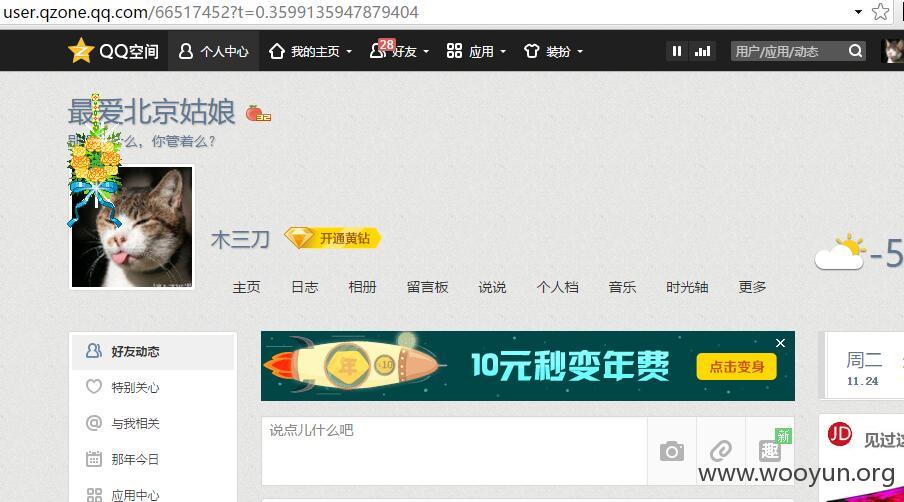 user.qzone.qq.com/66517452?t=0.3599135947879404
QQ空间 个人中心 我的主页 28 好友 应用 装扮 用户/应用/动态
最爱北京姑娘 32
么，你管着么？
木三刀 开通黄钻
-5
主页 日志 相册 留言板 说说 个人档 音乐 时光轴 更多
好友动态
特别关心
与我相关
那年今日
应用中心
年 10 10元秒变年费 点击变身
周二
11.24
说点儿什么吧
新
趣
JD 见过这
www.wooyun.org